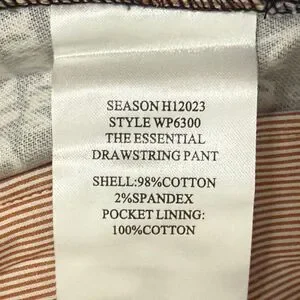 SEASON H12023
STYLE WP6300
THE ESSENTIAL
DRAWSTRING PANT
SHELL:98%COTTON
2%SPANDEX
POCKET LINING:
100%COTTON